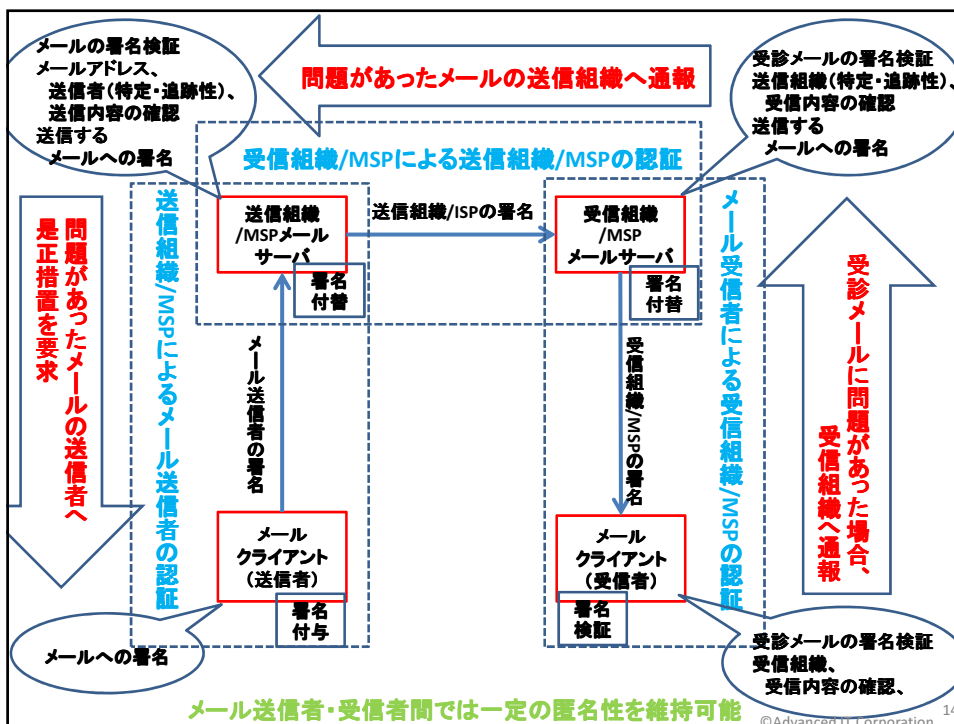 メールの署名検証
メールアドレス、
送信者(特定・追跡性)、
送信内容の確認
送信する
メールへの署名
問題があったメールの送信組織へ通報
受診メールの署名検証
送信組織(特定・追跡性)、
受信内容の確認
送信する
メールへの署名
受信組織/MSPによる送信組織/MSPの認証
送信組織
/MSPメール
サーバ
署名
付替
送信組織/ISPの署名
受信組織
/MSP
メールサーバ
署名
付替
問題があったメールの送信者へ
是正措置を要求
送信組織/MSPによるメール送信者の認証
メール送信者の署名
受信組織/MSPの署名
メール受信者による受信組織/MSPの認証
受診メールに問題があった場合、
受信組織へ通報
メール
クライアント
(送信者)
署名
付与
メールへの署名
メール
クライアント
(受信者)
署名
検証
受診メールの署名検証
受信組織、
受信内容の確認、
メール送信者・受信者間では一定の匿名性を維持可能
©Advanced IT Corporation
14